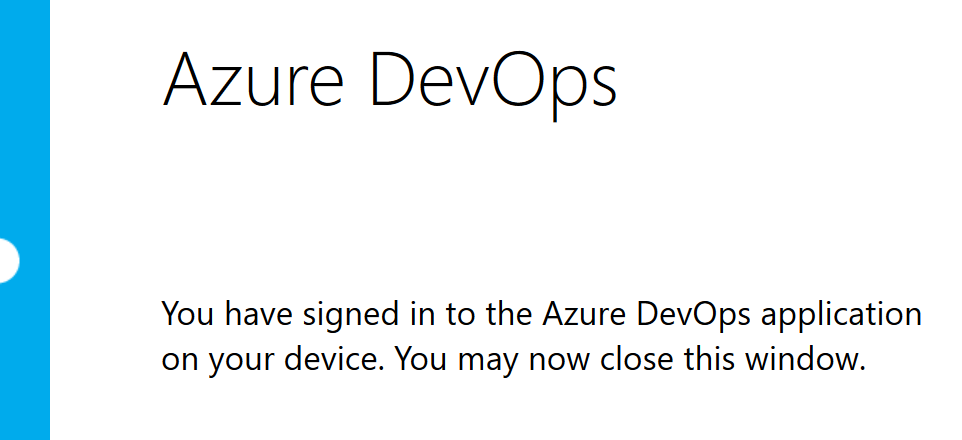 Azure DevOps
You have signed in to the Azure DevOps application
on your device. You may now close this window.